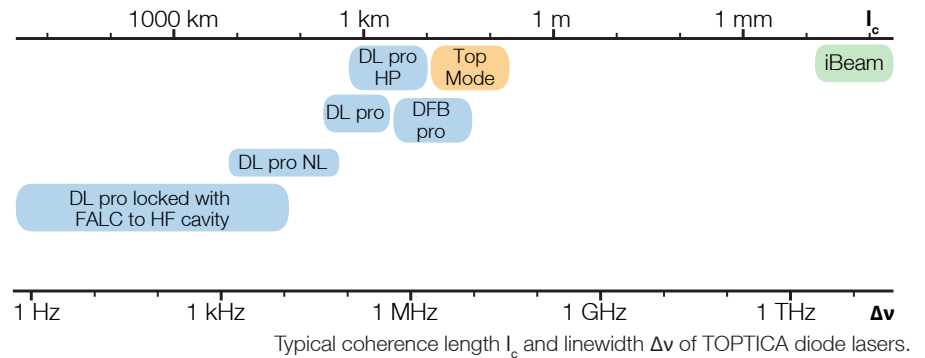 1000 km 1 km 1 m 1 mm lc
DL pro
HP
Top
Mode
iBeam
DL pro
DFB
pro
DL pro NL
DL pro locked with
FALC to HF cavity
1 Hz 1 kHz 1 MHz 1 GHz 1 THz Δν
Typical coherence length lc and linewidth Δν of TOPTICA diode lasers.